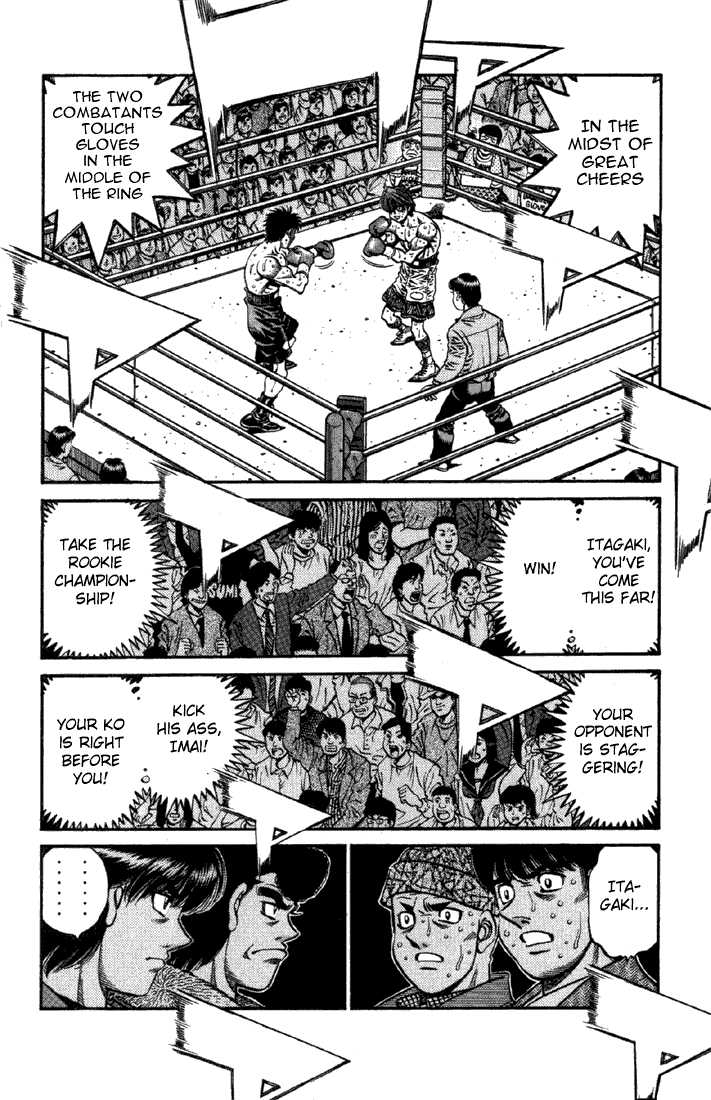 IN THE
MIDST OF
GREAT
CHEERS
THE TWO
COMBATANTS
TOUCH
GLOVES
IN THE
MIDDLE OF
THE RING
ITAGAKI,
YOU'VE
COME
THIS FAR!
WIN!
TAKE THE
ROOKIE
CHAMPION-
SHIP!
SUMI
YOUR
OPPONENT
IS STAG-
GERING!
KICK
HIS ASS,
IMAI!
YOUR KO
IS RIGHT
BEFORE
YOU!
ITA-
GAKI...
......